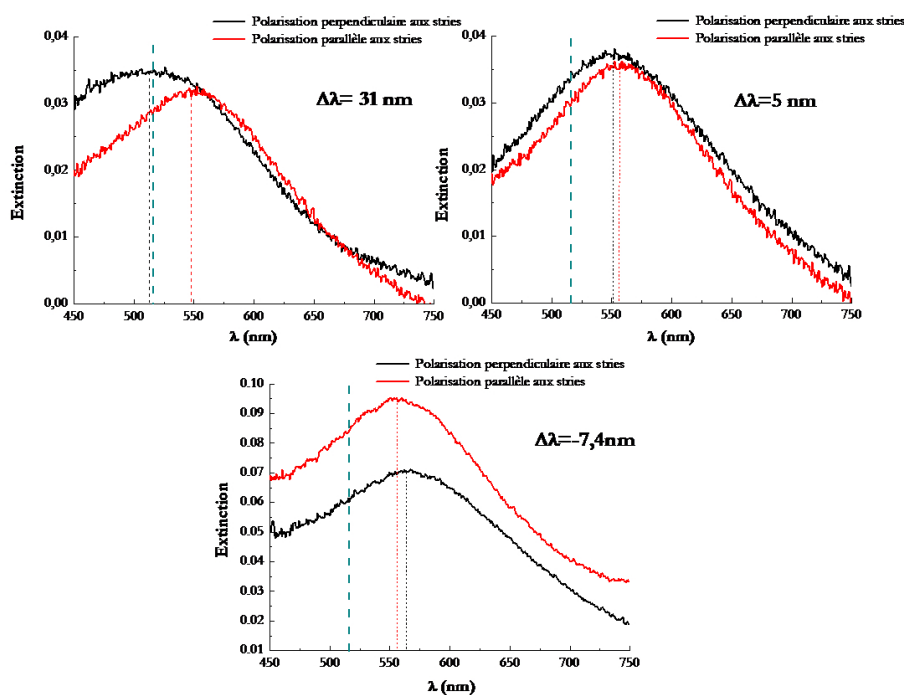 Polarisation perpendiculaire aux stries
Polarisation parallèle aux stries
0,04
0,03
0,02
0,01
0,00
Extinction
Δλ= 31 nm
450 500 550 600 650 700 750
λ (nm)
Polarisation perpendiculaire aux stries
Polarisation parallèle aux stries
0,04
0,03
0,02
0,01
0,00
Extinction
Δλ=5 nm
450 500 550 600 650 700 750
λ (nm)
Polarisation perpendiculaire aux stries
Polarisation parallèle aux stries
0.10
0.09
0.08
0.07
0.06
0.05
0.04
0.03
0.02
0.01
Extinction
Δλ=-7,4nm
450 500 550 600 650 700 750
λ (nm)